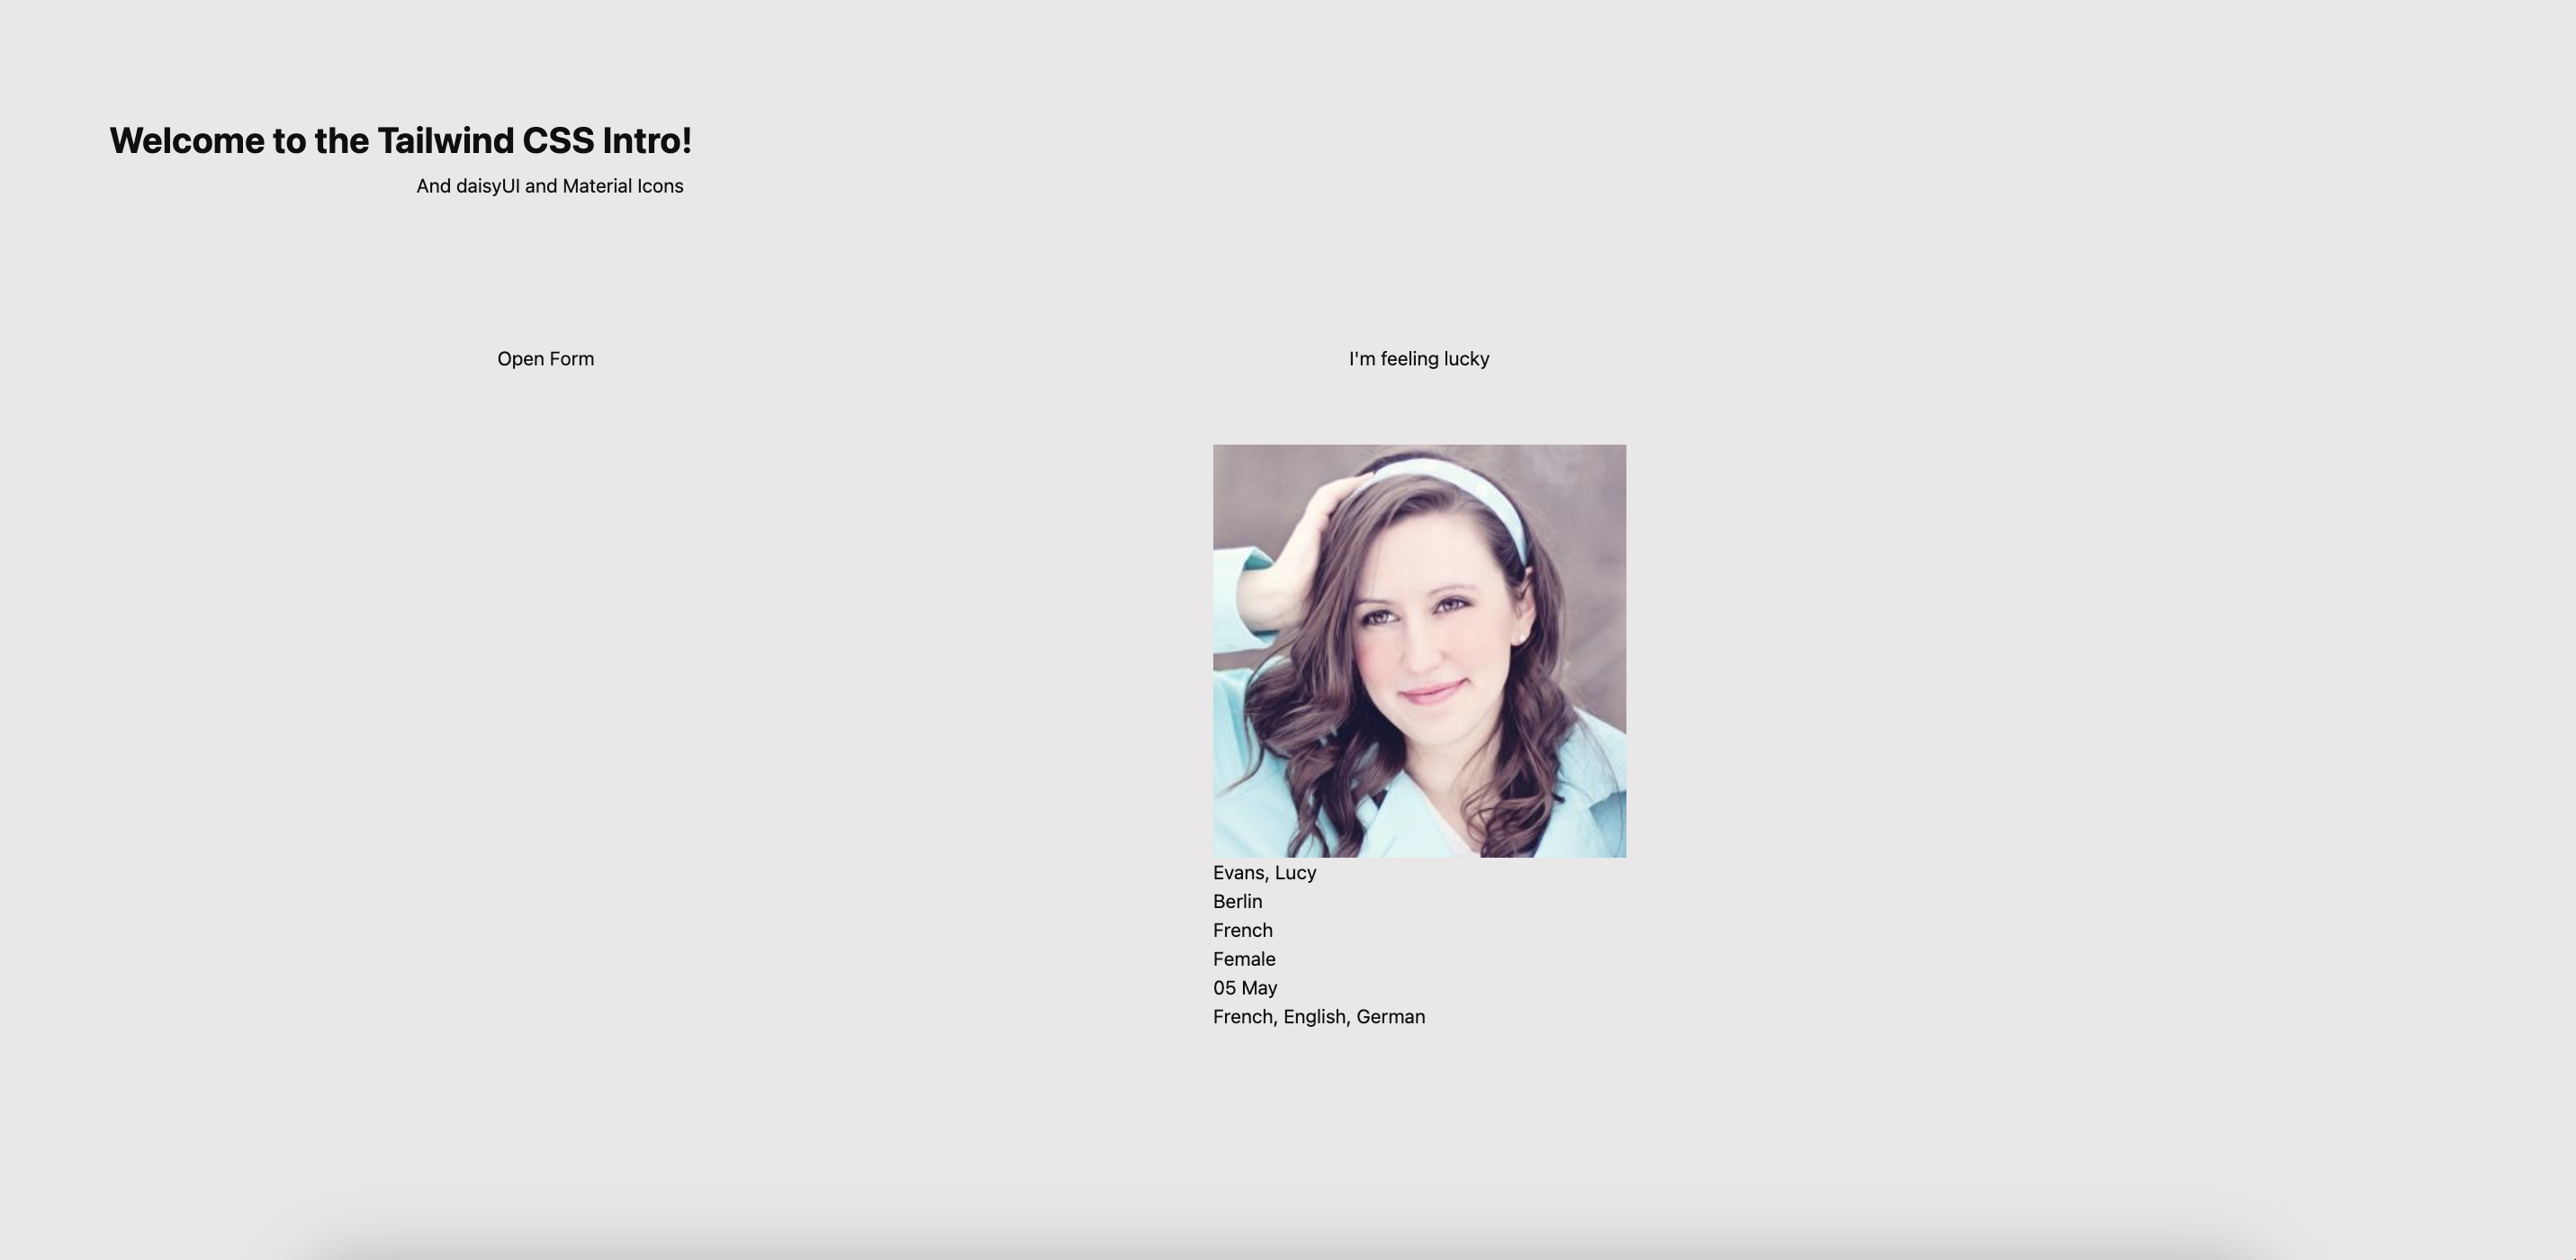 Welcome to the Tailwind CSS Intro!
And daisyUI and Material Icons
Open Form
I'm feeling lucky
Evans, Lucy
Berlin
French
Female
05 May
French, English, German